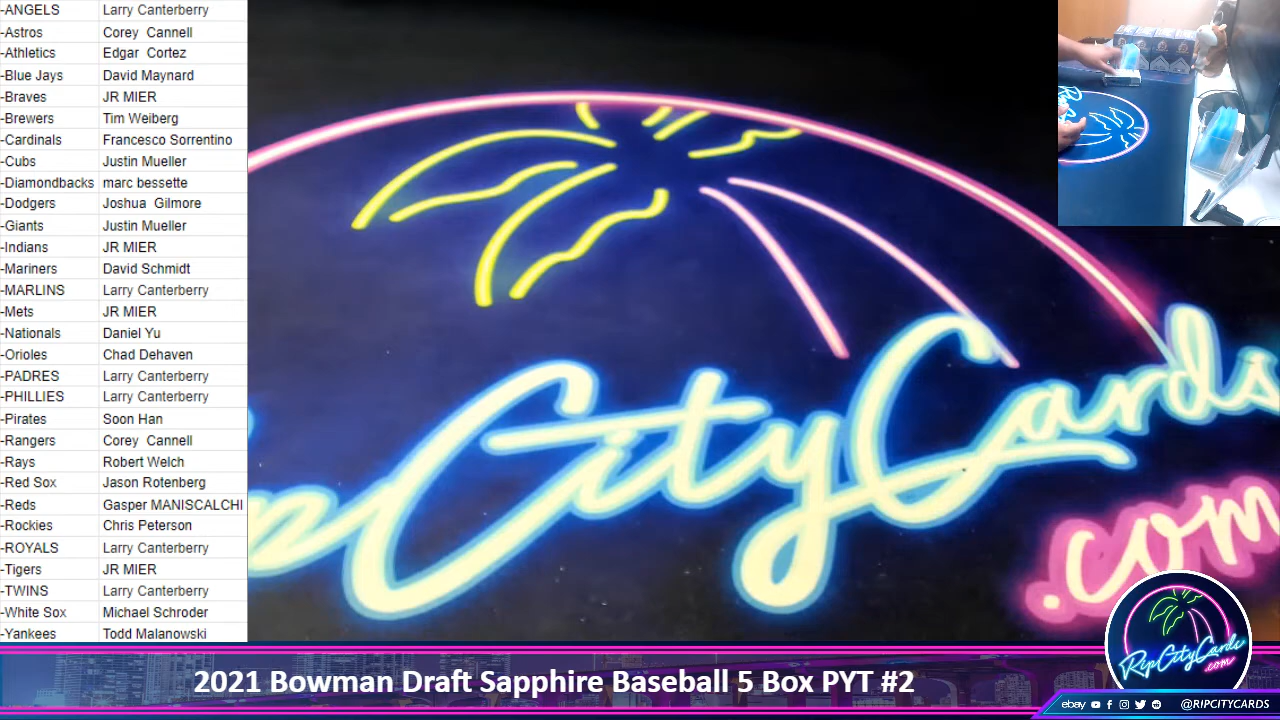 -ANGELS Larry Canterberry
-Astros Corey  Cannell
-Athletics Edgar  Cortez
-Blue Jays David Maynard
-Braves JR MIER
-Brewers Tim Weiberg
-Cardinals Francesco Sorrentino
-Cubs Justin Mueller
-Diamondbacks marc bessette
-Dodgers Joshua  Gilmore
-Giants Justin Mueller
-Indians JR MIER
-Mariners David Schmidt
-MARLINS Larry Canterberry
-Mets JR MIER
-Nationals Daniel Yu
-Orioles Chad Dehaven
-PADRES Larry Canterberry
-PHILLIES Larry Canterberry
-Pirates Soon Han
-Rangers Corey  Cannell
-Rays Robert Welch
-Red Sox Jason Rotenberg
-Reds Gasper MANISCALCHI
-Rockies Chris Peterson
-ROYALS Larry Canterberry
-Tigers JR MIER
-TWINS Larry Canterberry
-White Sox Michael Schroder
-Yankees Todd Malanowski
pCityCards
.com
RipCityCards
.com
2021 Bowman Draft Sapphire Baseball 5 Box PYT #2
ebay @RIPCITYCARDS